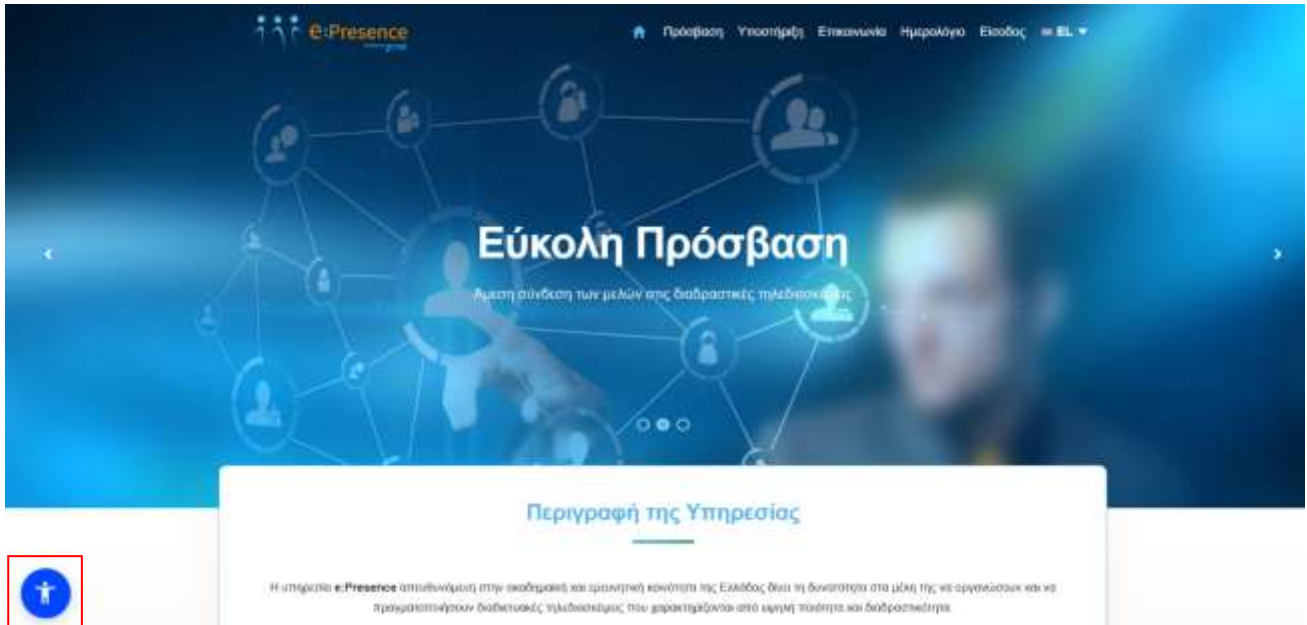 e:Presence
Πρόσβαση Υποστήριξη Επικοινωνία Ημερολόγιο Είσοδος EL
Εύκολη Πρόσβαση
Άμεση σύνδεση των μελών στις διαδραστικές τηλεδιασκέψεις
Περιγραφή της Υπηρεσίας
Η υπηρεσία e:Presence απευθυνόμενη στην ακαδημαϊκή και ερευνητική κοινότητα της Ελλάδος δίνει τη δυνατότητα στα μέλη της να οργανώσουν και να
πραγματοποιήσουν διαδικτυακές τηλεδιασκέψεις που χαρακτηρίζονται από υψηλή ποιότητα και διαδραστικότητα.